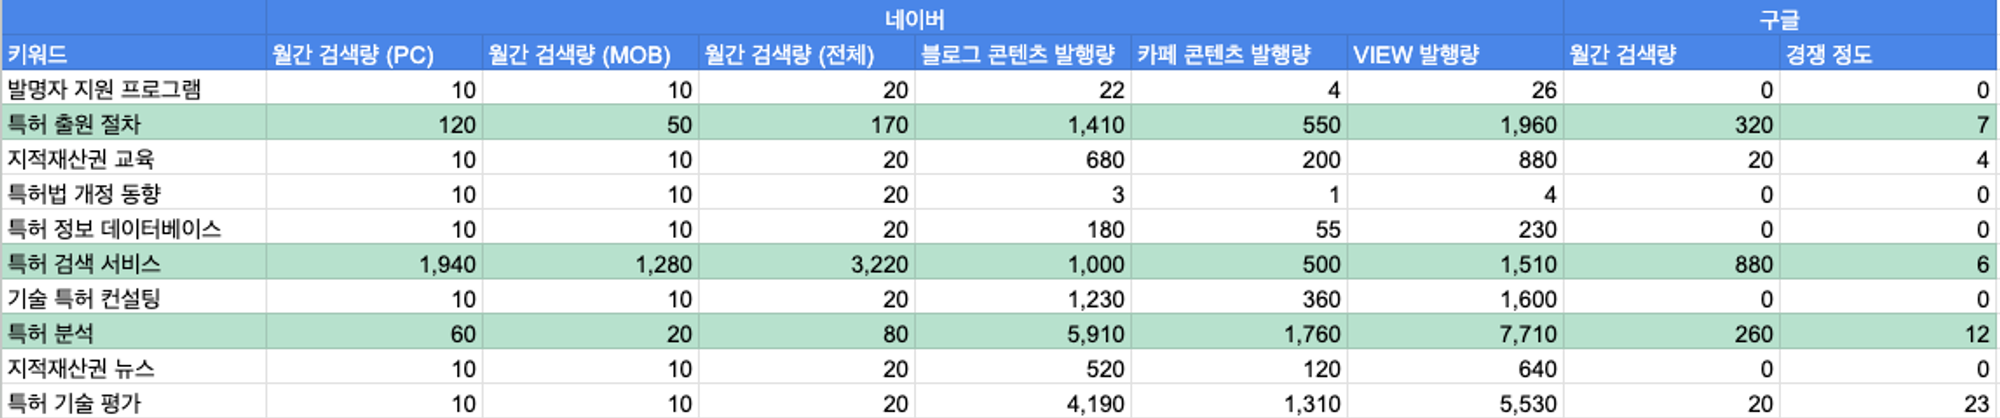 네이버 구글
키워드 월간 검색량 (PC) 월간 검색량 (MOB) 월간 검색량 (전체) 블로그 콘텐츠 발행량 카페 콘텐츠 발행량 VIEW 발행량 월간 검색량 경쟁 정도
발명자 지원 프로그램 10 10 20 22 4 26 0 0
특허 출원 절차 120 50 170 1,410 550 1,960 320 7
지적재산권 교육 10 10 20 680 200 880 20 4
특허법 개정 동향 10 10 20 3 1 4 0 0
특허 정보 데이터베이스 10 10 20 180 55 230 0 0
특허 검색 서비스 1,940 1,280 3,220 1,000 500 1,510 880 6
기술 특허 컨설팅 10 10 20 1,230 360 1,600 0 0
특허 분석 60 20 80 5,910 1,760 7,710 260 12
지적재산권 뉴스 10 10 20 520 120 640 0 0
특허 기술 평가 10 10 20 4,190 1,310 5,530 20 23